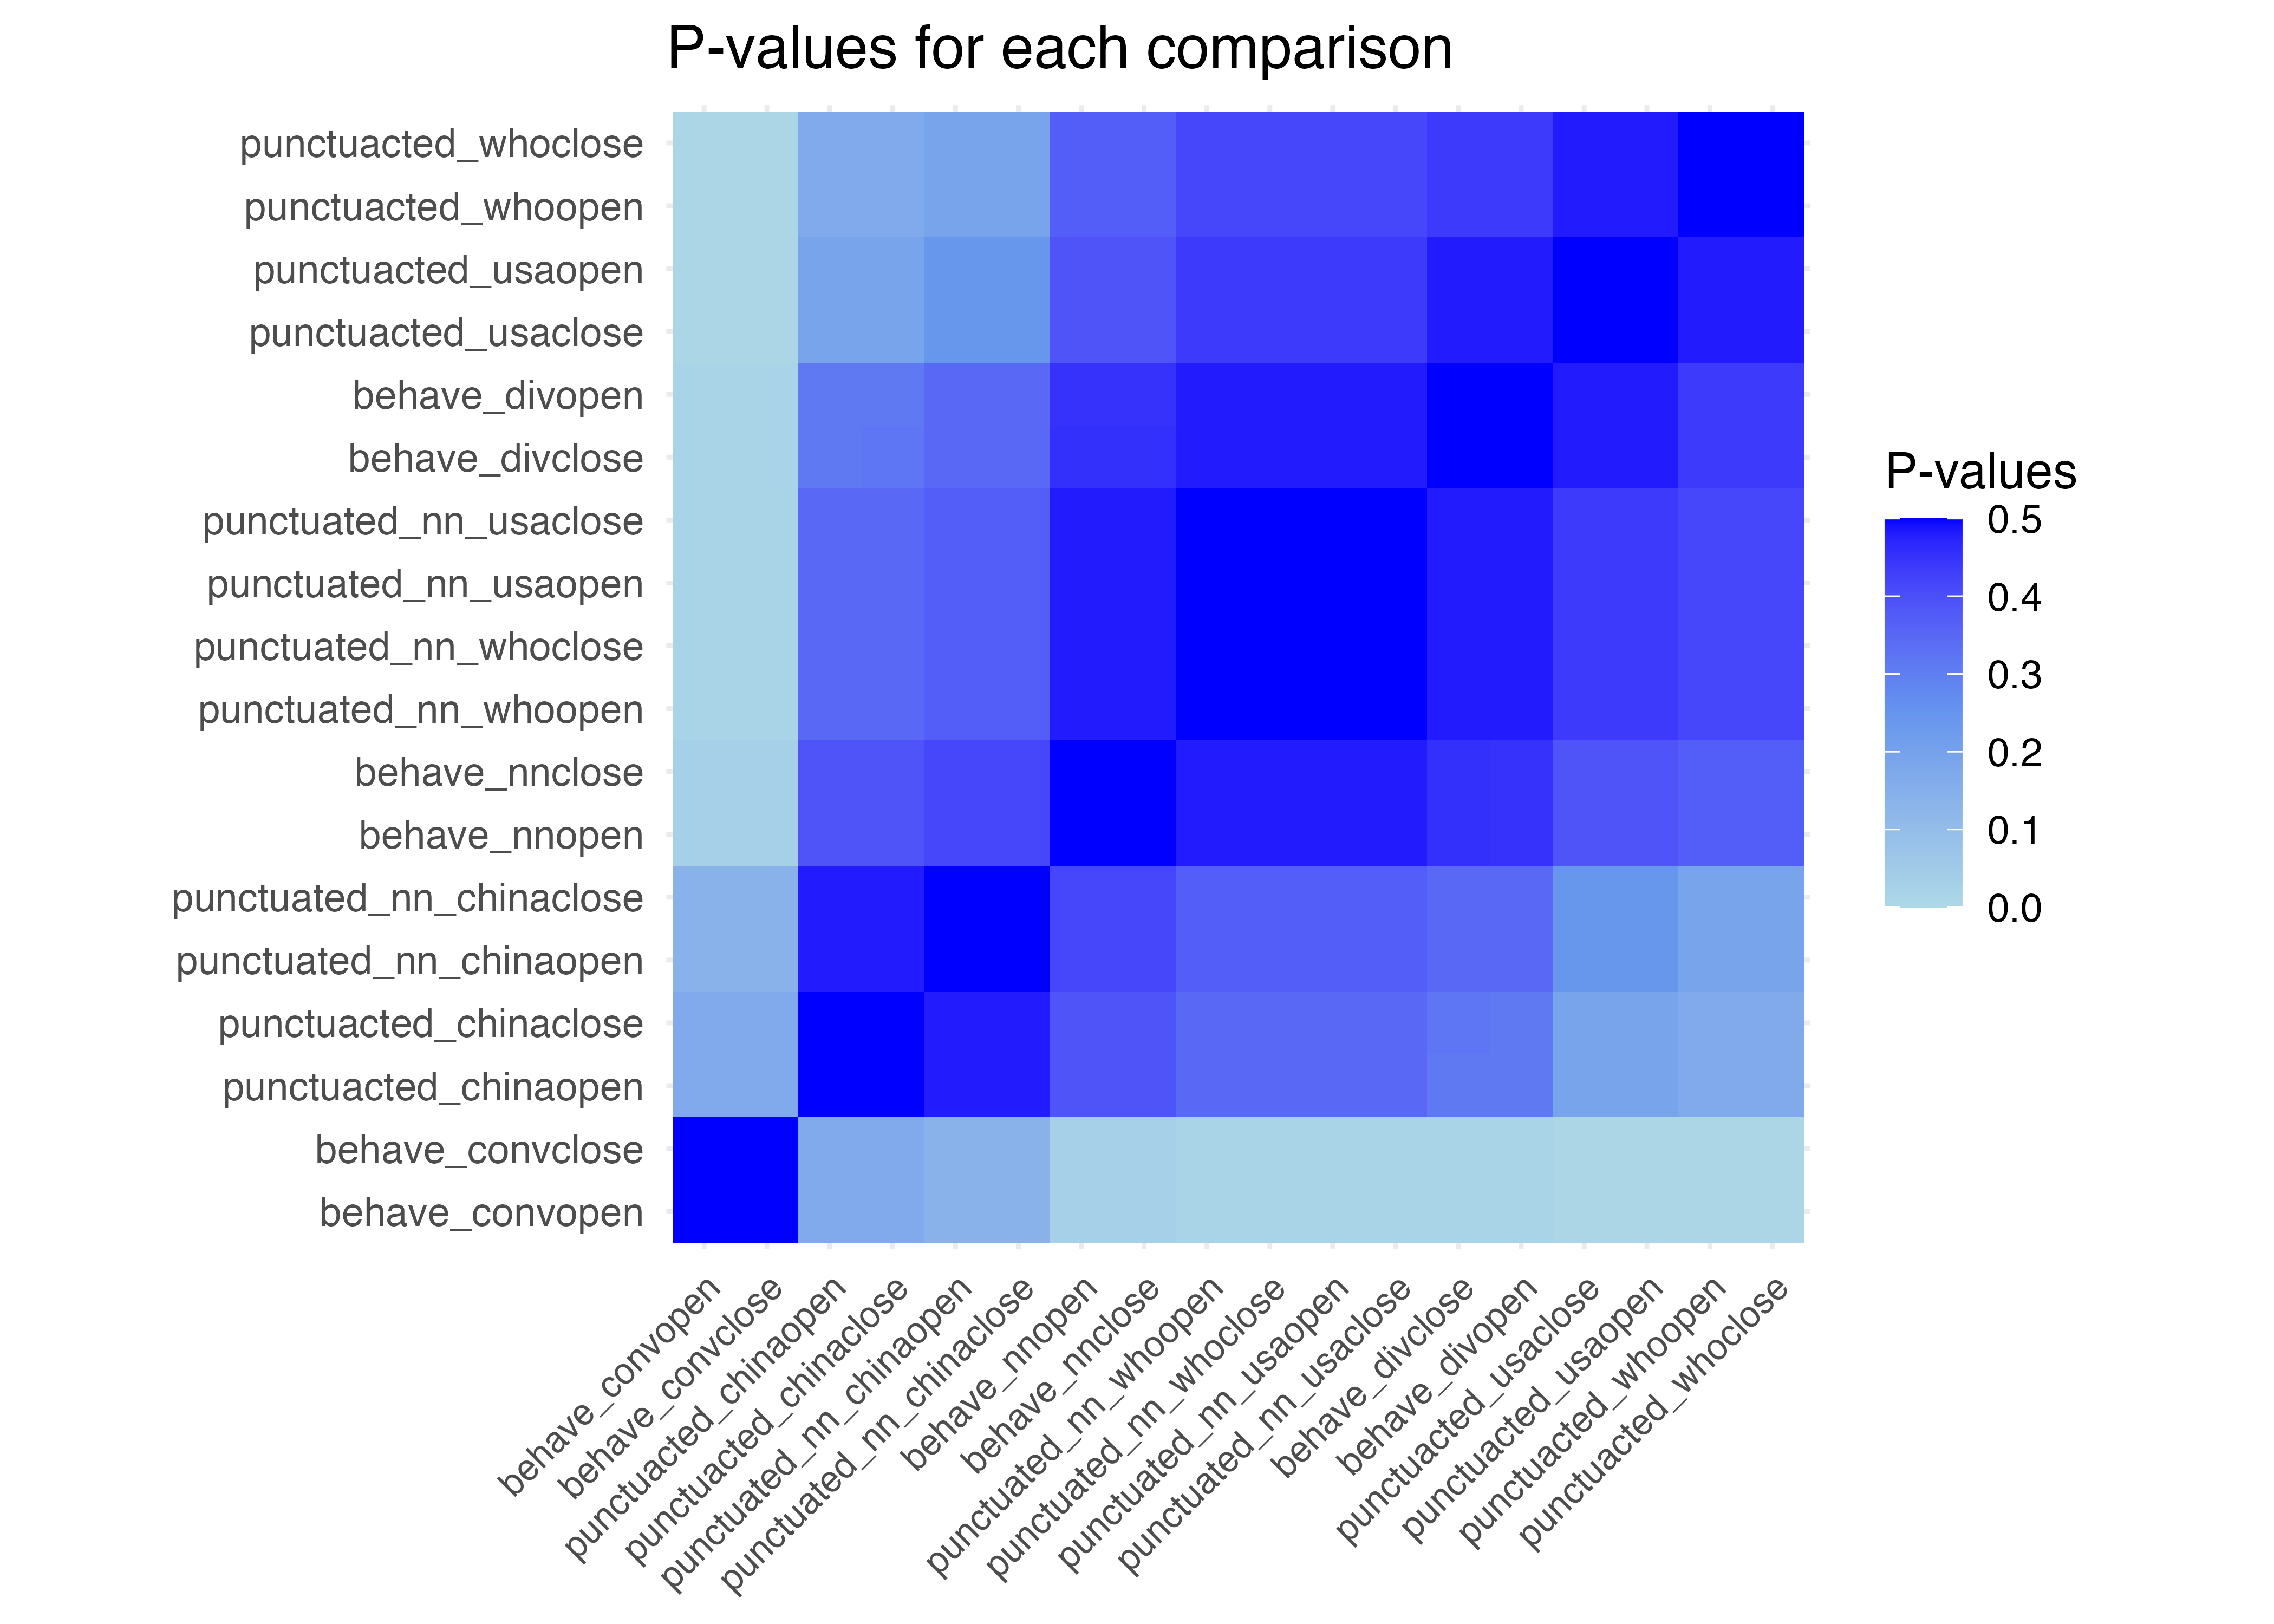 P-values for each comparison
punctuacted_whoclose
punctuacted_whoopen
punctuacted_usaopen
punctuacted_usaclose
behave_divopen
behave_divclose
punctuated_nn_usaclose
punctuated_nn_usaopen
punctuated_nn_whoclose
punctuated_nn_whoopen
behave_nnclose
behave_nnopen
punctuated_nn_chinaclose
punctuated_nn_chinaopen
punctuacted_chinaclose
punctuacted_chinaopen
behave_convclose
behave_convopen
behave_convopen
behave_convclose
punctuacted_chinaopen
punctuacted_chinaclose
punctuated_nn_chinaopen
punctuated_nn_chinaclose
behave_nnopen
behave_nnclose
punctuated_nn_whoopen
punctuated_nn_whoclose
punctuated_nn_usaopen
punctuated_nn_usaclose
behave_divclose
behave_divopen
punctuacted_usaclose
punctuacted_usaopen
punctuacted_whoopen
punctuacted_whoclose
P-values
0.5
0.4
0.3
0.2
0.1
0.0